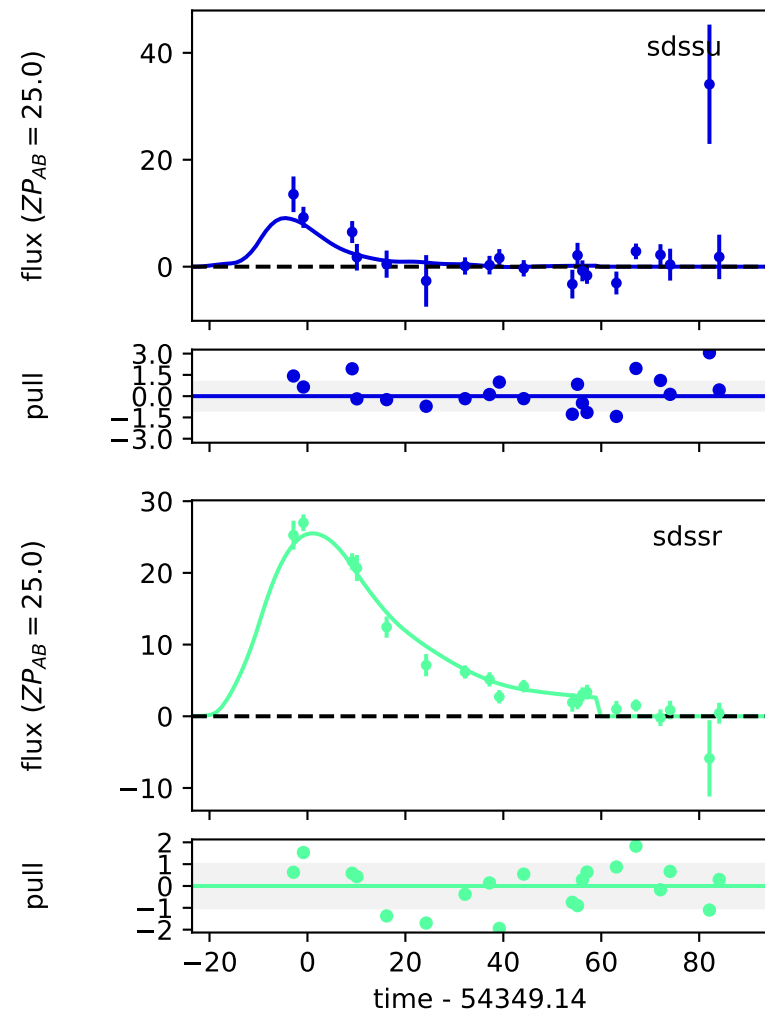 sdssu
flux ($ZP_{AB}$ = 25.0)
40
20
0
pull
3.0
1.5
0.0
−1.5
−3.0
sdssr
flux ($ZP_{AB}$ = 25.0)
30
20
10
0
−10
pull
2
1
0
−1
−2
−20 0 20 40 60 80
time - 54349.14